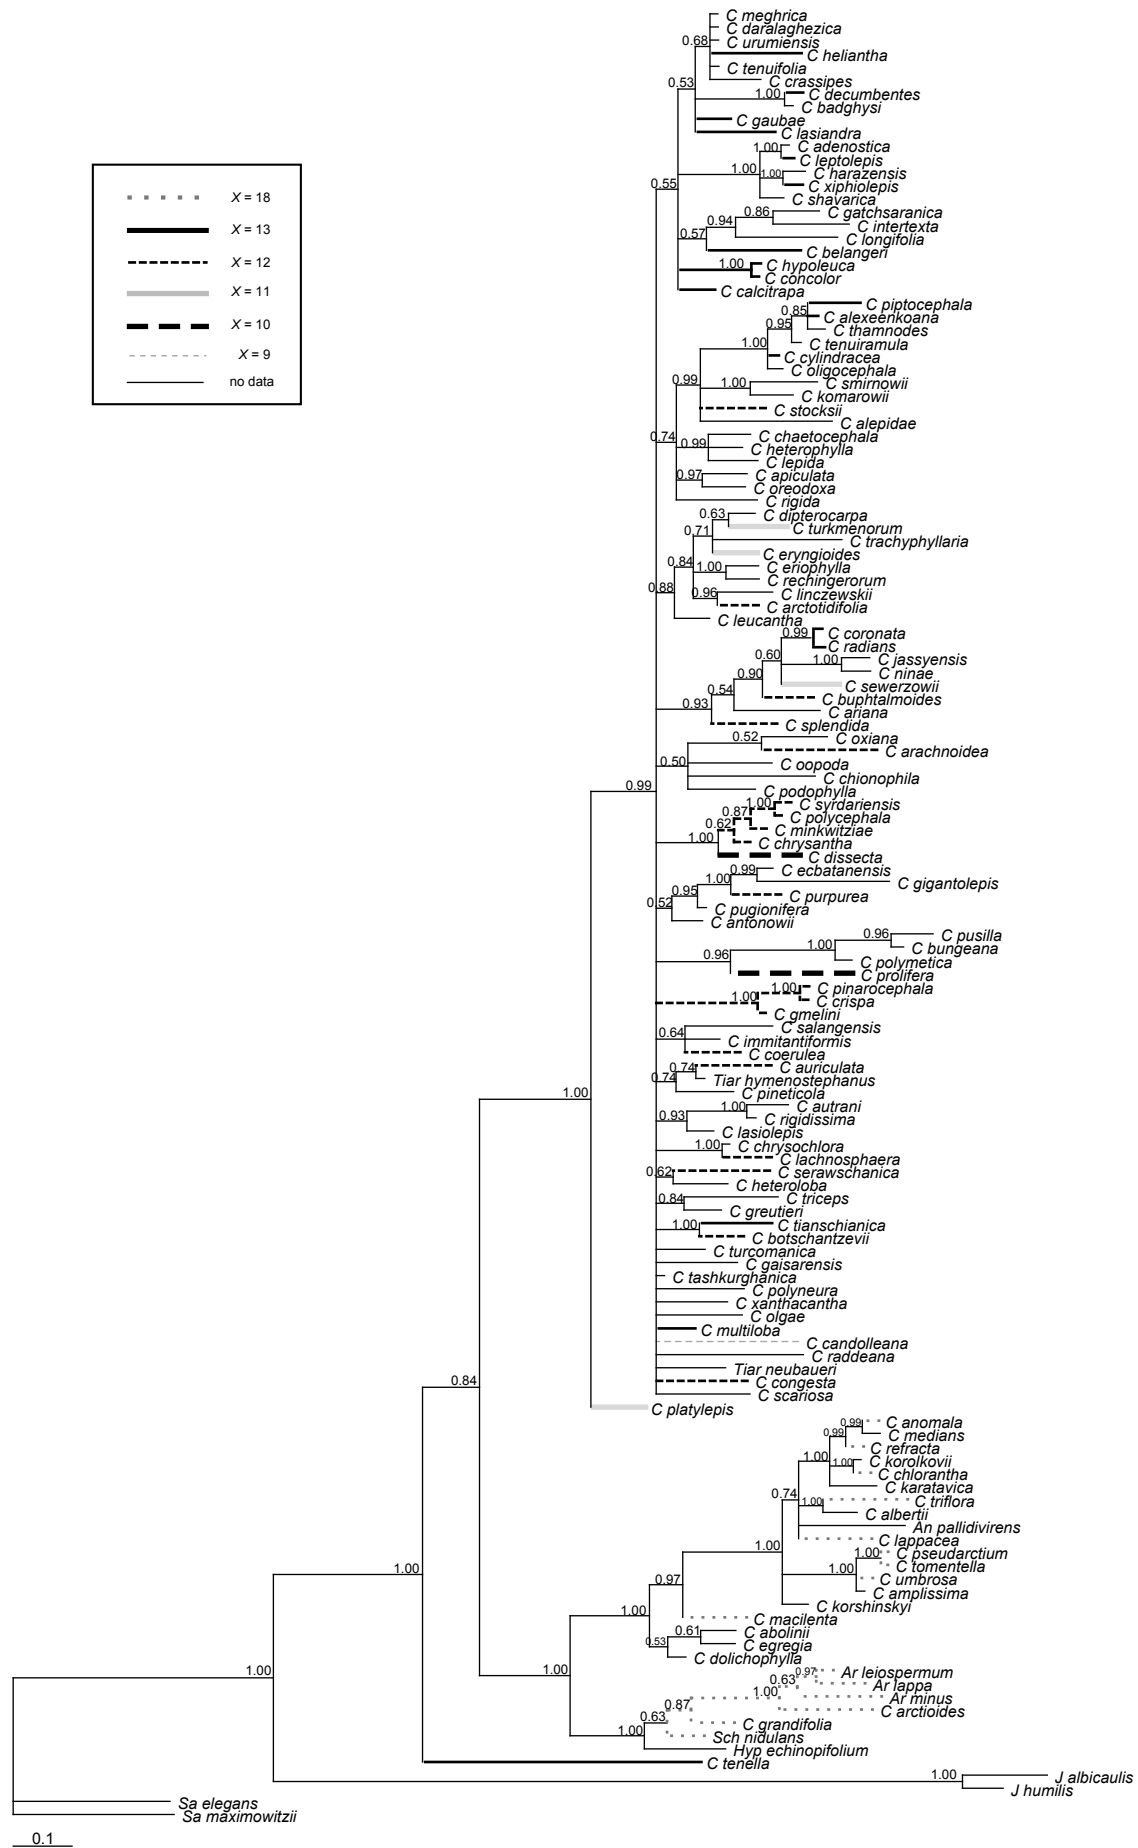 C meghrica
C daralaghezica
C urumiensis
0.68
C heliantha
C tenuifolia
0.53
C crassipes
1.00
C decumbentes
C badghysi
C gaubae
C lasiandra
1.00
C adenostica
C leptolepis
1.00
1.00
C harazensis
0.55
C xiphiolepis
C shavarica
0.86
C gatchsaranica
0.94
C intertexta
0.57
C longifolia
C belangeri
1.00
C hypoleuca
C concolor
C calcitrapa
X = 18
X = 13
X = 12
X = 11
X = 10
X = 9
no data
C piptocephala
0.85
C alexeenkoana
0.95
C thamnodes
1.00
C tenuiramula
C cylindracea
C oligocephala
0.99
1.00
C smirnowii
C komarowii
C stocksii
C alepidae
0.74
0.99
C chaetocephala
C heterophylla
C lepida
0.97
C apiculata
C oreodoxa
C rigida
0.63
C dipterocarpa
0.71
C turkmenorum
C trachyphyllaria
C eryngioides
0.84
1.00
C eriophylla
C rechingerorum
0.88
0.96
C linczewskii
C arctotidifolia
C leucantha
0.99
C coronata
C radians
0.60
1.00
C jassyensis
C ninae
0.90
C sewerzowii
0.54
C buphtalmoides
0.93
C ariana
C splendida
0.52
C oxiana
C arachnoidea
0.50
C oopoda
C chionophila
C podophylla
0.99
1.00
C syrdariensis
0.87
C polycephala
0.62
C minkwitziae
1.00
C chrysantha
C dissecta
0.99
C ecbatanensis
1.00
C gigantolepis
0.95
C purpurea
0.52
C pugionifera
C antonowii
0.96
C pusilla
1.00
C bungeana
0.96
C polymetica
C prolifera
1.00
C pinarocephala
1.00
C crispa
C gmelini
C salangensis
0.64
C immitantiformis
C coerulea
0.74
C auriculata
0.74
Tiar hymenostephanus
C pineticola
1.00
1.00
C autrani
0.93
C rigidissima
C lasiolepis
1.00
C chrysochlora
C lachnosphaera
0.62
C serawschanica
C heteroloba
0.84
C triceps
C greutieri
1.00
C tianschianica
C botschantzevii
C turcomanica
C gaisarensis
C tashkurghanica
C polyneura
C xanthacantha
C olgae
C multiloba
C candolleana
C raddeana
Tiar neubaueri
0.84
C congesta
C scariosa
C platylepis
0.99
C anomala
0.99
C medians
C refracta
1.00
1.00
C korolkovii
C chlorantha
C karatavica
0.74
1.00
C triflora
C albertii
An pallidivirens
C lappacea
1.00
1.00
C pseudarctium
C tomentella
1.00
1.00
C umbrosa
C amplissima
0.97
C korshinskyi
1.00
C macilenta
0.61
C abolinii
0.53
C egregia
C dolichophylla
1.00
1.00
0.97
Ar leiospermum
0.63
Ar lappa
1.00
Ar minus
0.87
C arctioides
0.63
C grandifolia
1.00
Sch nidulans
Hyp echinopifolium
C tenella
1.00
J albicaulis
J humilis
Sa elegans
Sa maximowitzii
0.1